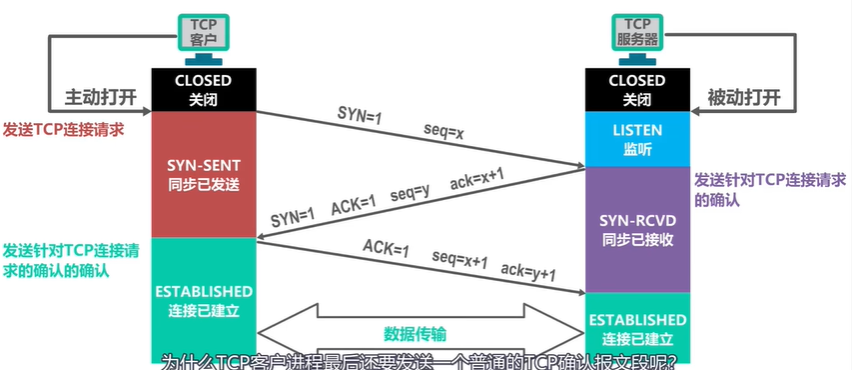 TCP
客户
TCP
服务器
主动打开
CLOSED
关闭
CLOSED
关闭
被动打开
发送TCP连接请求
SYN=1 seq=x
LISTEN
监听
SYN-SENT
同步已发送
SYN=1 ACK=1 seq=y ack=x+1
发送针对TCP连接请求
的确认
SYN-RCVD
同步已接收
发送针对TCP连接请
求的确认的确认
ACK=1 seq=x+1 ack=y+1
ESTABLISHED
连接已建立
数据传输
ESTABLISHED
连接已建立
为什么TCP客户进程最后还要发送一个普通的TCP确认报文段呢?